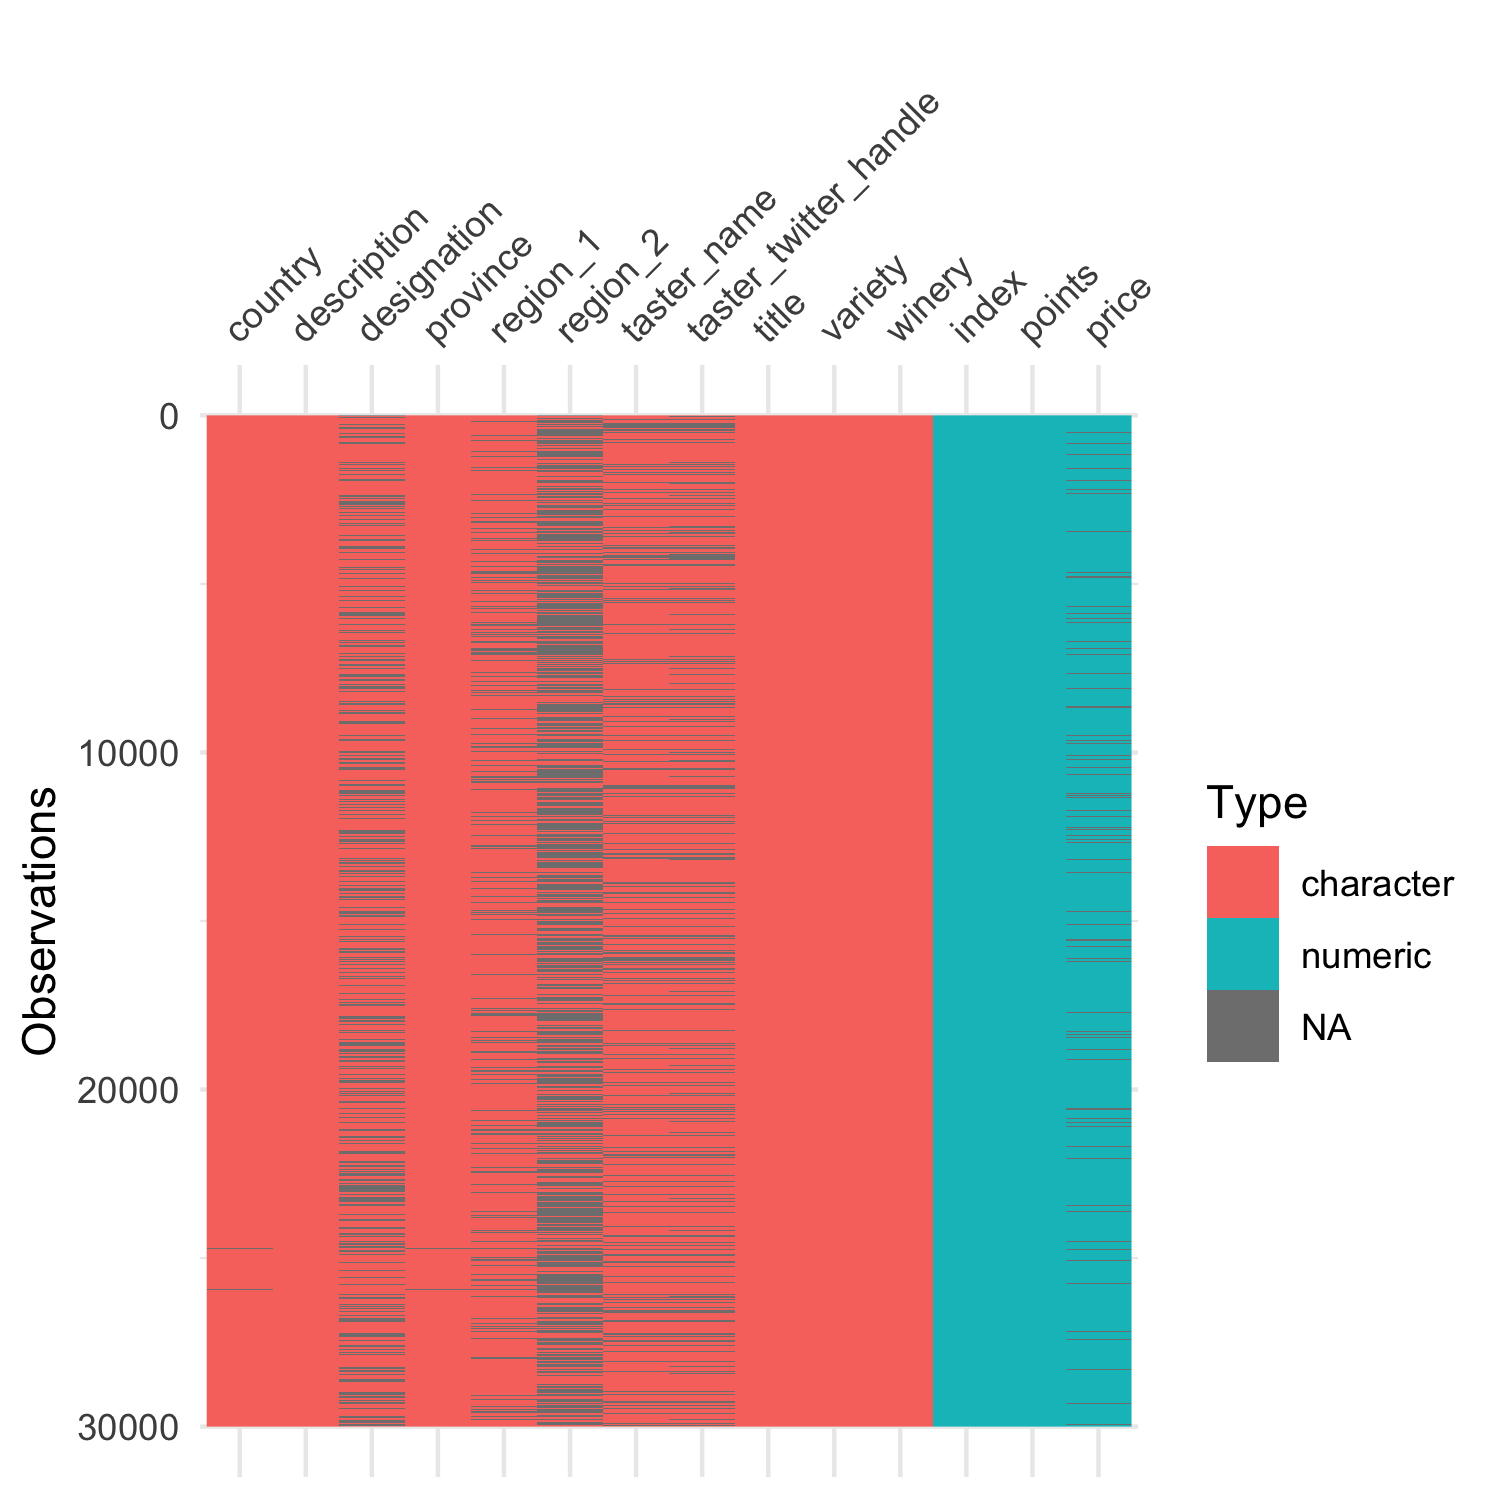 country
description
designation
province
region_1
region_2
taster_name
taster_twitter_handle
title
variety
winery
index
points
price
0
10000
20000
30000
Observations
Type
character
numeric
NA